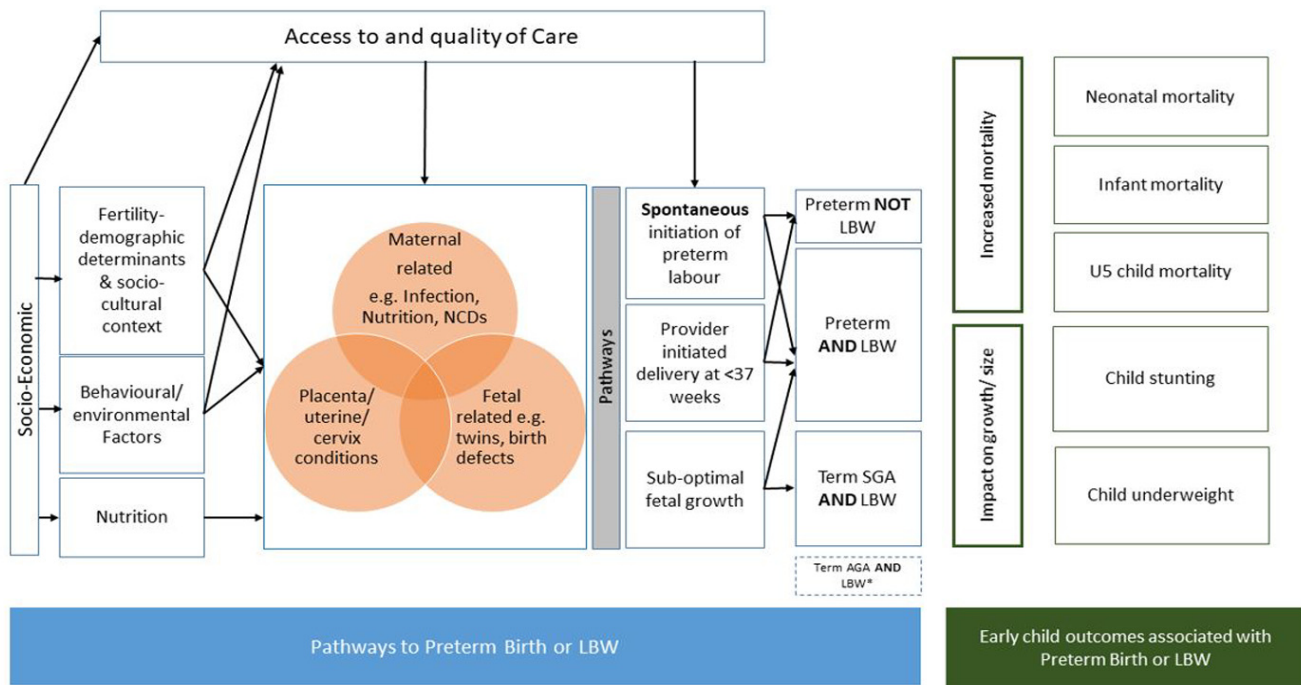 Access to and quality of Care
Socio-Economic
Fertility-
demographic
determinants
& socio-
cultural
context
Behavioural/
environmental
Factors
Nutrition
Maternal
related
e.g. Infection,
Nutrition, NCDs
Placenta/
uterine/
cervix
conditions
Fetal
related e.g.
twins, birth
defects
Pathways
Spontaneous
initiation of
preterm
labour
Provider
initiated
delivery at <37
weeks
Sub-optimal
fetal growth
Preterm NOT
LBW
Preterm
AND LBW
Term SGA
AND LBW
Term AGA AND
LBW*
Pathways to Preterm Birth or LBW
Increased mortality
Impact on growth/ size
Neonatal mortality
Infant mortality
U5 child mortality
Child stunting
Child underweight
Early child outcomes associated with
Preterm Birth or LBW